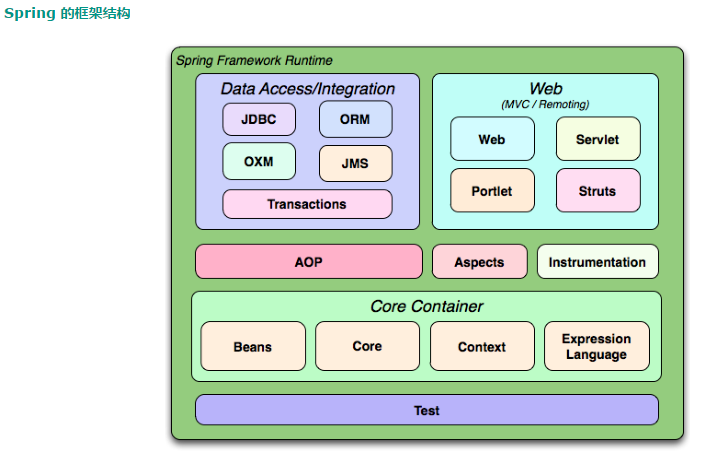 Spring 的框架结构
Spring Framework Runtime
Data Access/Integration
JDBC
ORM
OXM
JMS
Transactions
Web
(MVC / Remoting)
Web
Servlet
Portlet
Struts
AOP
Aspects
Instrumentation
Core Container
Beans
Core
Context
Expression
Language
Test